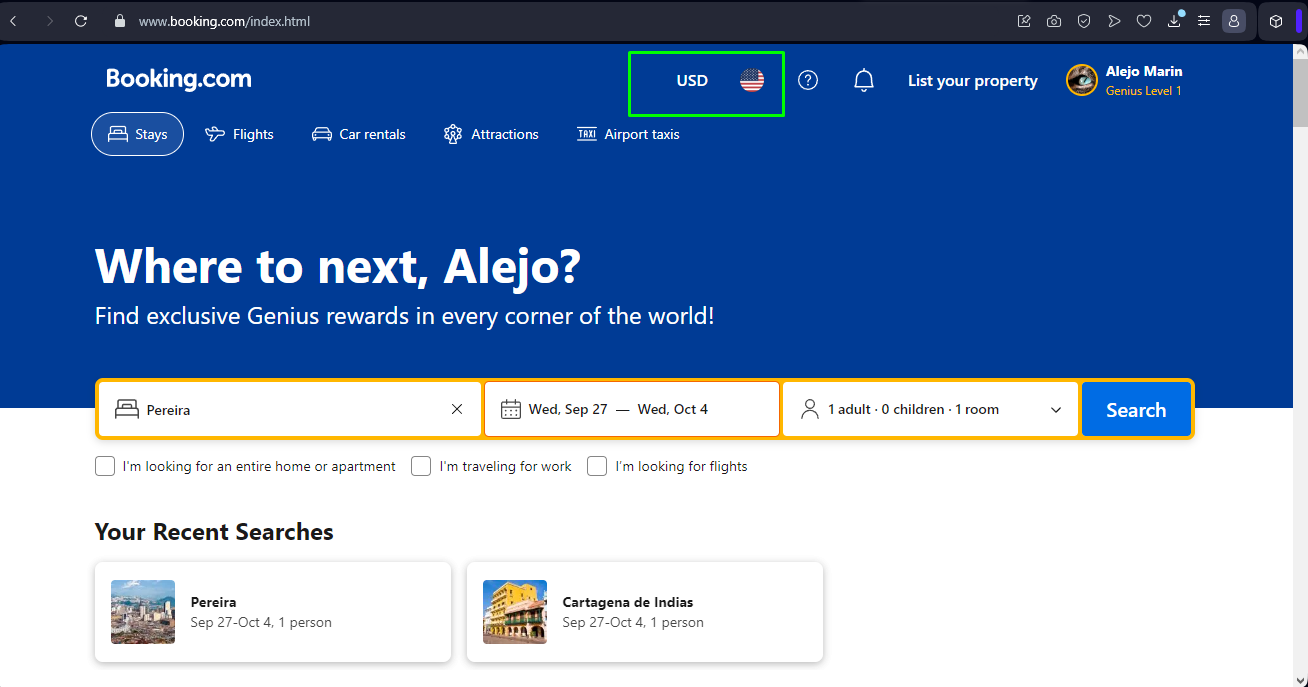 www.booking.com/index.html
Booking.com
USD
List your property
Alejo Marin
Genius Level 1
Stays
Flights
Car rentals
Attractions
TAXI Airport taxis
Where to next, Alejo?
Find exclusive Genius rewards in every corner of the world!
Pereira
Wed, Sep 27 — Wed, Oct 4
1 adult · 0 children · 1 room
Search
I'm looking for an entire home or apartment
I'm traveling for work
I'm looking for flights
Your Recent Searches
Pereira
Sep 27-Oct 4, 1 person
Cartagena de Indias
Sep 27-Oct 4, 1 person